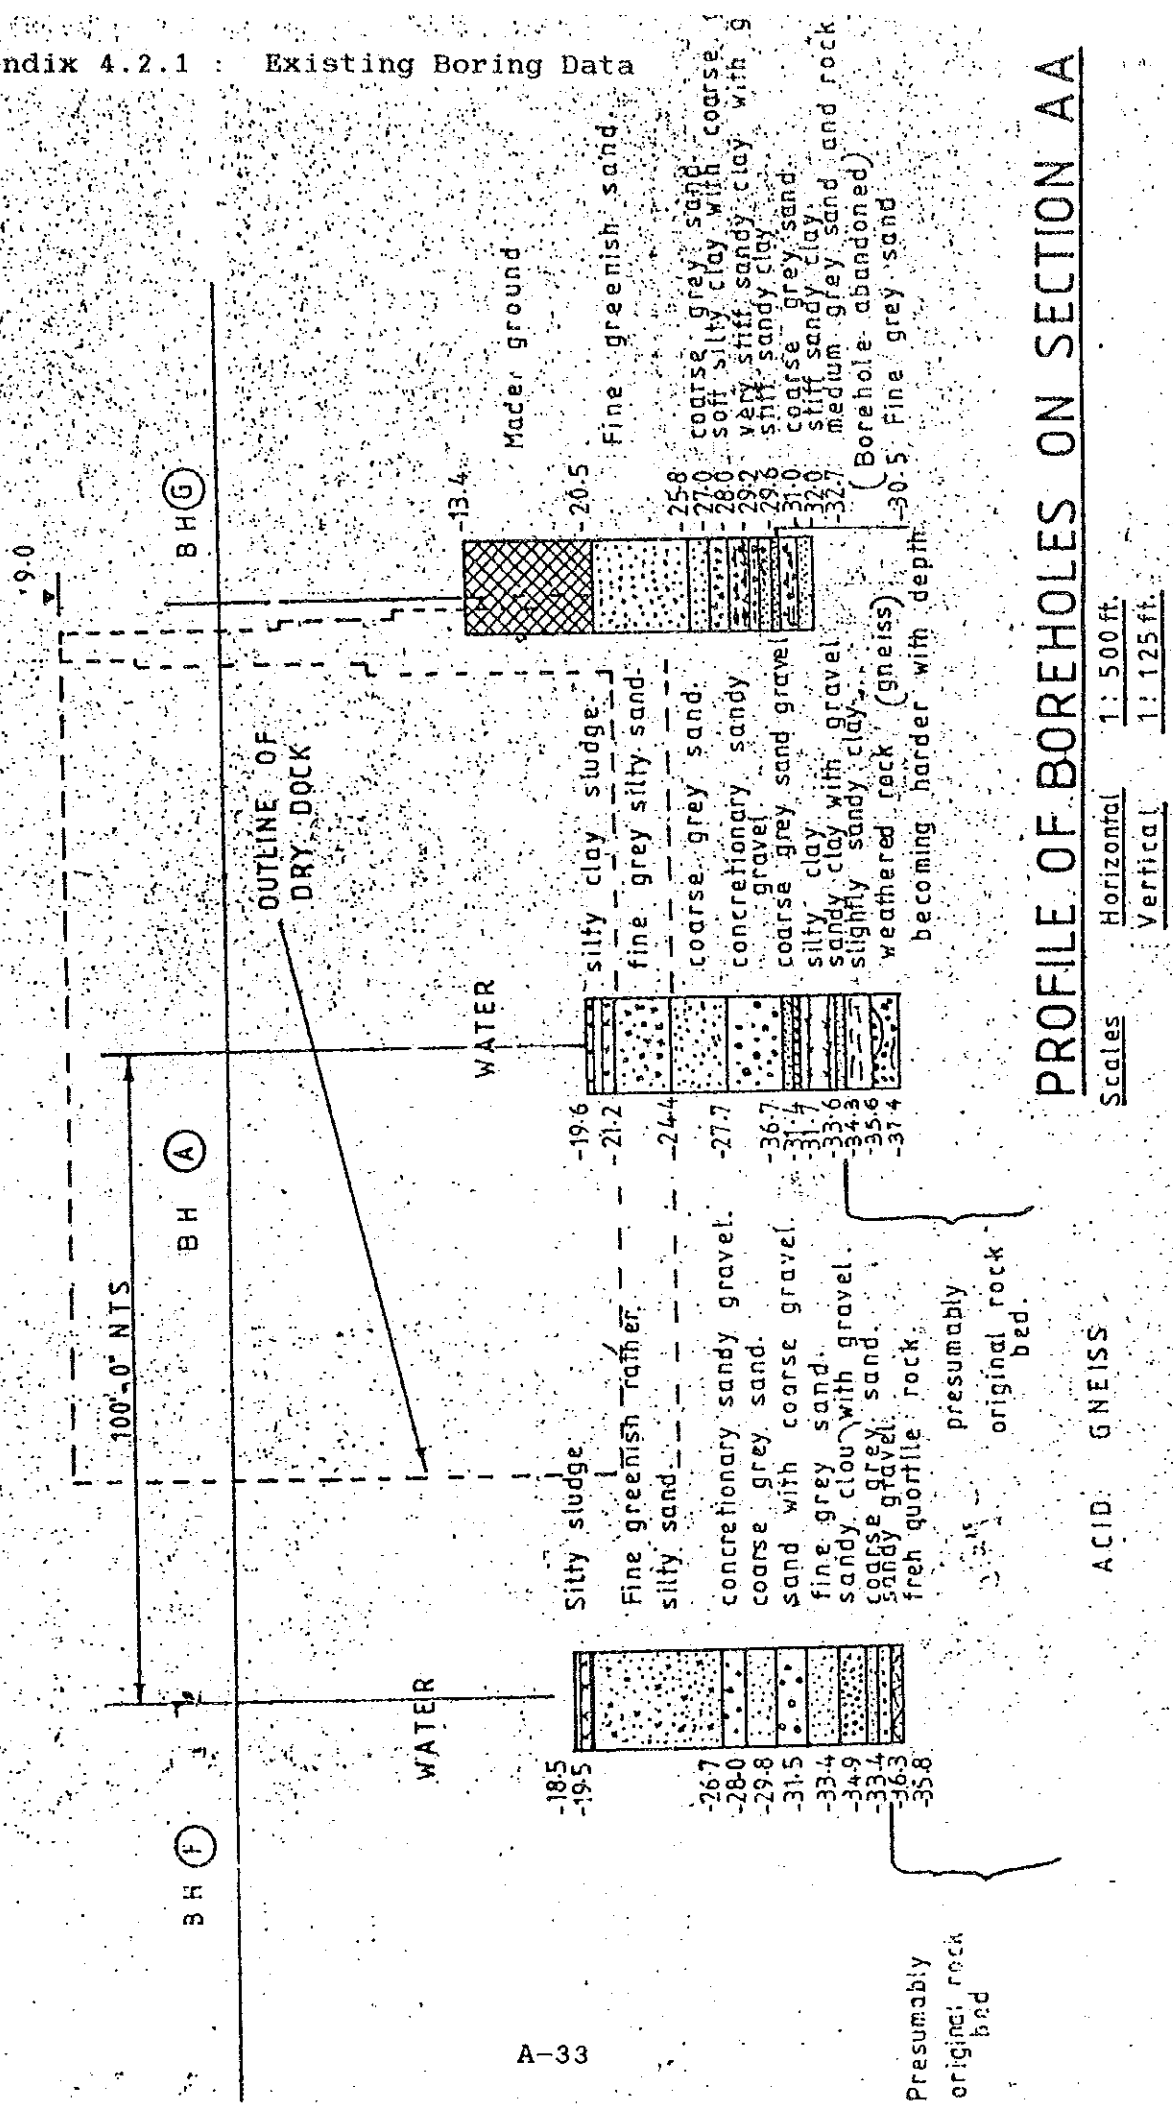 ndix 4.2.1 : Existing Boring Data
9.0
BH F
BH A
BH G
100'-0" NTS
OUTLINE OF
DRY DOCK
WATER
WATER
-18.5
-19.5
-26.7
-28.0
-29.8
-31.5
-33.4
-34.9
-33.4
-36.3
-35.8
Presumably
original rock
bed
Silty sludge
Fine greenish rather
silty sand
concretionary sandy gravel.
coarse grey sand.
sand with coarse gravel.
fine grey sand.
sandy clou with gravel.
coarse grey sand.
sandy gravel.
freh quortile rock.
-19.6
-21.2
-24.4
-27.7
-36.7
-31.4
-31.7
-33.6
-34.3
-35.6
-37.4
presumably
original rock
bed.
silty clay sludge.
fine grey silty sand.
coarse grey sand.
concretionary sandy
gravel
coarse grey sand gravel
silty clay
sandy clay with gravel
slighfly sandy clay
weathered rock (gneiss)
becoming harder with depth
-13.4
-20.5
-25.8
-27.0
-28.0
-29.2
-29.6
-31.0
-32.0
-32.7
Mader ground
Fine greenish sand.
coarse grey sand.
soft silty clay with coarse
very stiff sandy clay with g
stiff sandy clay
coarse grey sand.
stiff sandy clay
medium grey sand and rock
(Borehole abandoned)
-30.5 Fine grey sand
ACID GNEISS
PROFILE OF BOREHOLES ON SECTION AA
Scales Horizontal 1: 500 ft.
Vertical 1: 125 ft.
A-33